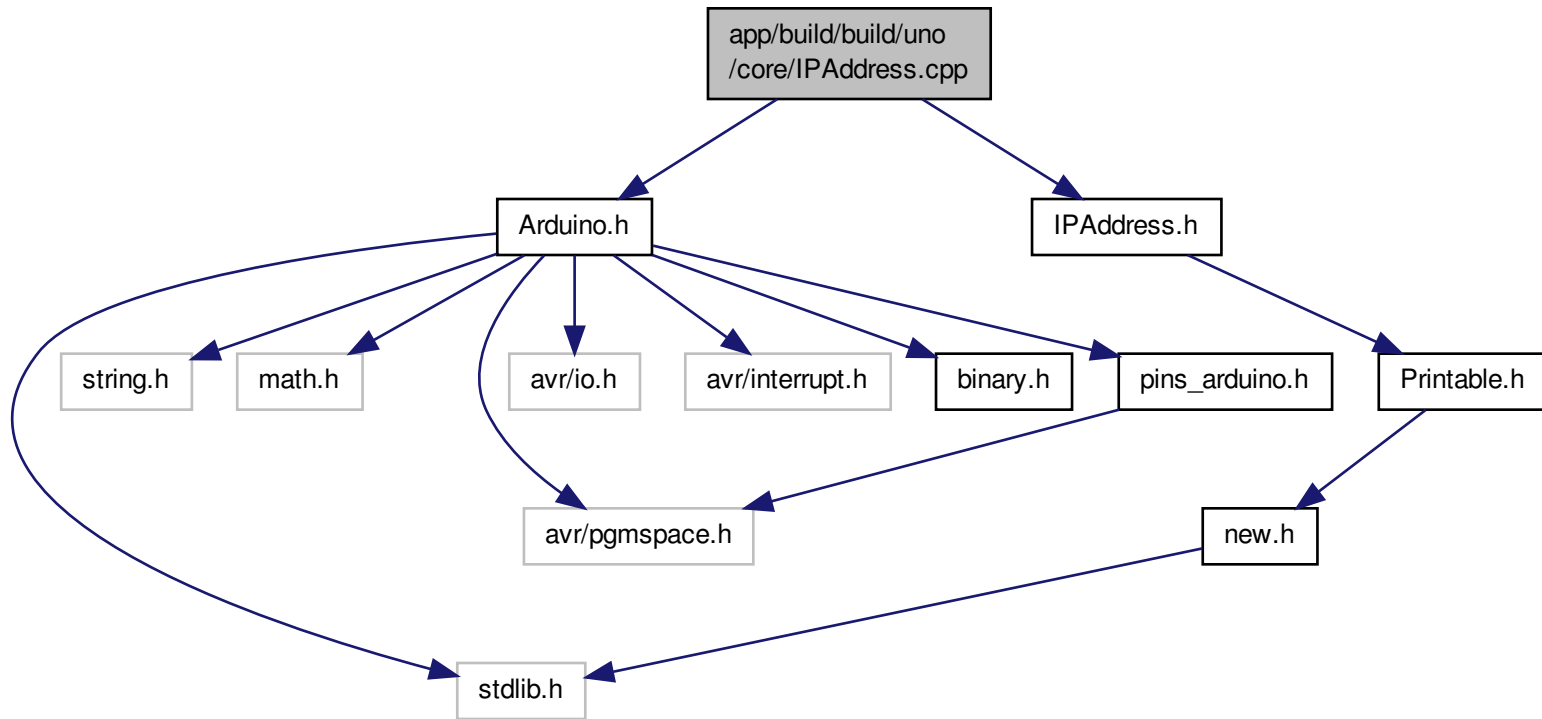 app/build/build/uno
/core/IPAddress.cpp
Arduino.h
IPAddress.h
string.h
math.h
avr/io.h
avr/interrupt.h
binary.h
pins_arduino.h
Printable.h
avr/pgmspace.h
new.h
stdlib.h